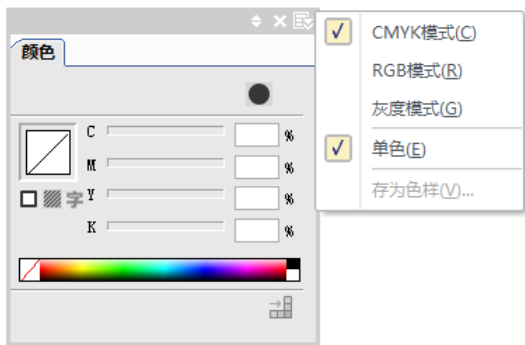 颜色
C %
M %
字 Y %
K %
CMYK模式(C)
RGB模式(R)
灰度模式(G)
单色(E)
存为色样(V)...